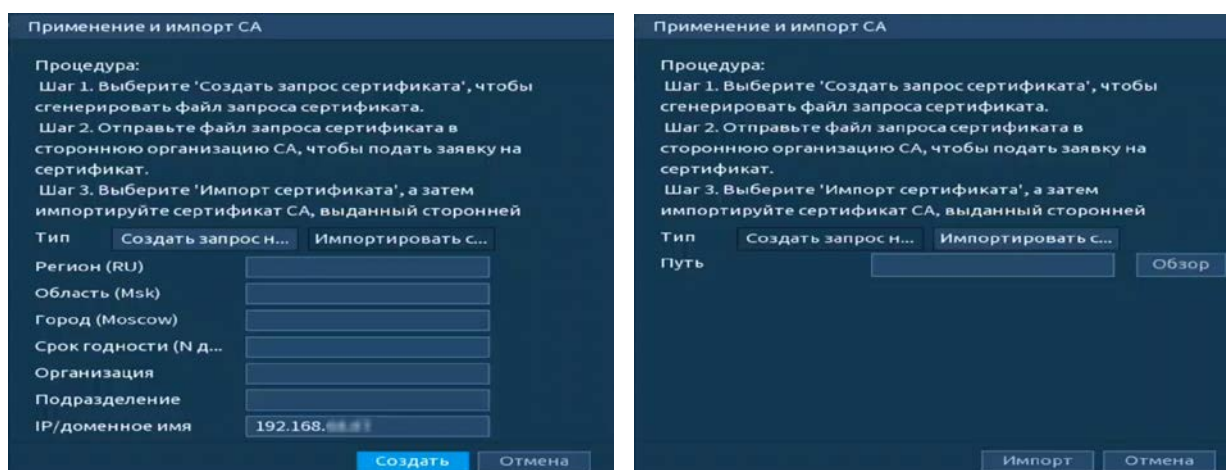 Применение и импорт CA
Процедура:
Шаг 1. Выберите 'Создать запрос сертификата', чтобы
сгенерировать файл запроса сертификата.
Шаг 2. Отправьте файл запроса сертификата в
стороннюю организацию CA, чтобы подать заявку на
сертификат.
Шаг 3. Выберите 'Импорт сертификата', а затем
импортируйте сертификат CA, выданный сторонней
Тип Создать запрос н... Импортировать с...
Регион (RU)
Область (Msk)
Город (Moscow)
Срок годности (N д...
Организация
Подразделение
IP/доменное имя 192.168.
Создать Отмена
Применение и импорт CA
Процедура:
Шаг 1. Выберите 'Создать запрос сертификата', чтобы
сгенерировать файл запроса сертификата.
Шаг 2. Отправьте файл запроса сертификата в
стороннюю организацию CA, чтобы подать заявку на
сертификат.
Шаг 3. Выберите 'Импорт сертификата', а затем
импортируйте сертификат CA, выданный сторонней
Тип Создать запрос н... Импортировать с...
Путь Обзор
Импорт Отмена